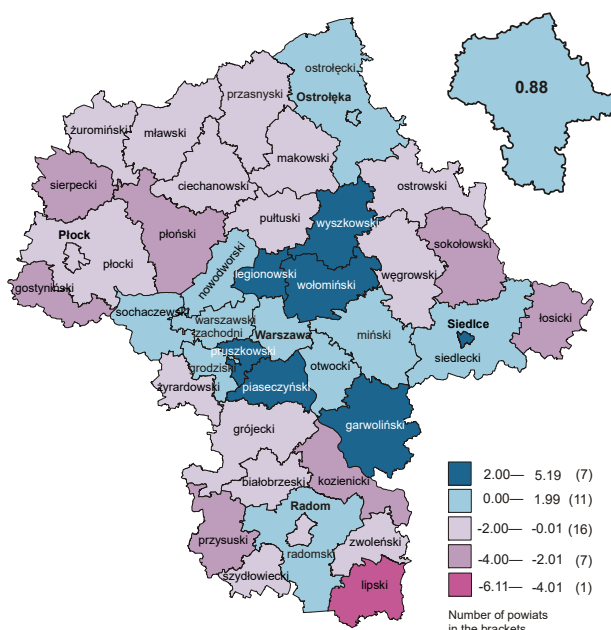 ostrołęcki
Ostrołęka
przasnyski
0.88
żuromiński
mławski
makowski
sierpecki
ciechanowski
ostrowski
pułtuski
wyszkowski
płoński
Płock
sokołowski
płocki
nowodworski
legionowski
węgrowski
wołomiński
gostyniński
sochaczewski
łosicki
warszawski
zachodni
Warszawa
Siedlce
miński
pruszkowski
siedlecki
grodziski
otwocki
żyrardowski
piaseczyński
garwoliński
grójecki
białobrzeski
kozienicki
Radom
przysuski
zwoleński
radomski
szydłowiecki
lipski
2.00— 5.19 (7)
0.00— 1.99 (11)
-2.00— -0.01 (16)
-4.00— -2.01 (7)
-6.11— -4.01 (1)
Number of powiats
in the brackets